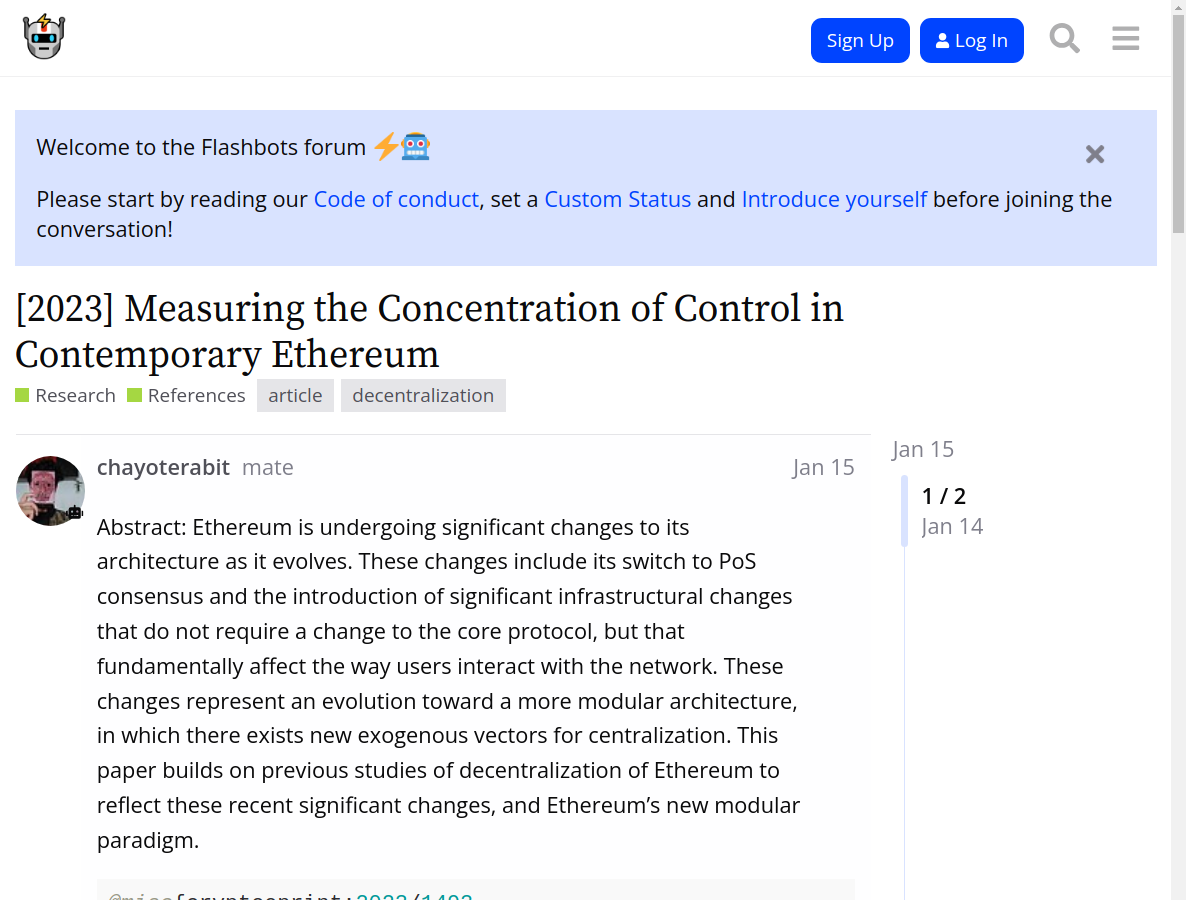 Sign Up
Log In
Welcome to the Flashbots forum
Please start by reading our Code of conduct, set a Custom Status and Introduce yourself before joining the
conversation!
[2023] Measuring the Concentration of Control in
Contemporary Ethereum
Research References article decentralization
chayoterabit mate Jan 15
Jan 15
1 / 2
Jan 14
Abstract: Ethereum is undergoing significant changes to its
architecture as it evolves. These changes include its switch to PoS
consensus and the introduction of significant infrastructural changes
that do not require a change to the core protocol, but that
fundamentally affect the way users interact with the network. These
changes represent an evolution toward a more modular architecture,
in which there exists new exogenous vectors for centralization. This
paper builds on previous studies of decentralization of Ethereum to
reflect these recent significant changes, and Ethereum’s new modular
paradigm.